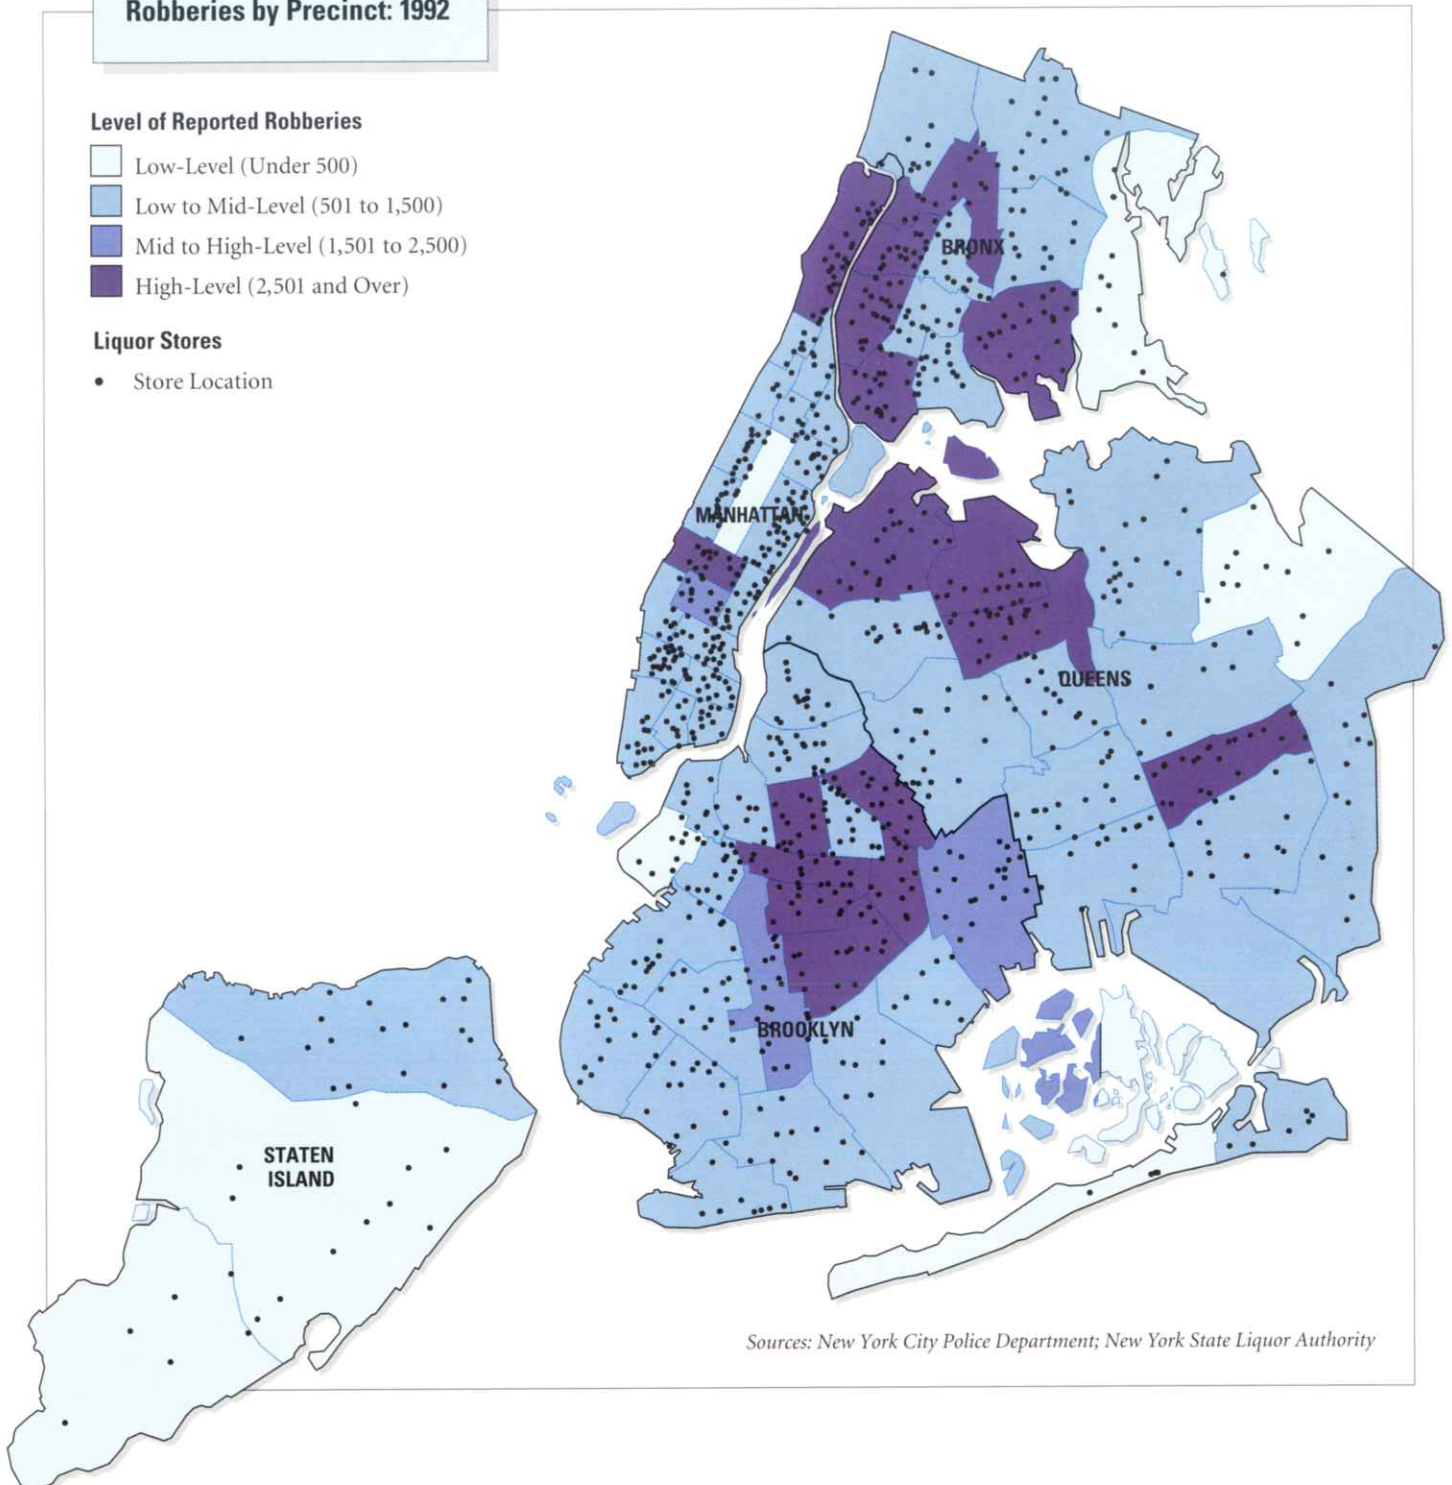 Robberies by Precinct: 1992
Level of Reported Robberies
Low-Level (Under 500)
Low to Mid-Level (501 to 1,500)
Mid to High-Level (1,501 to 2,500)
High-Level (2,501 and Over)
Liquor Stores
Store Location
BRONX
MANHATTAN
QUEENS
BROOKLYN
STATEN
ISLAND
Sources: New York City Police Department; New York State Liquor Authority